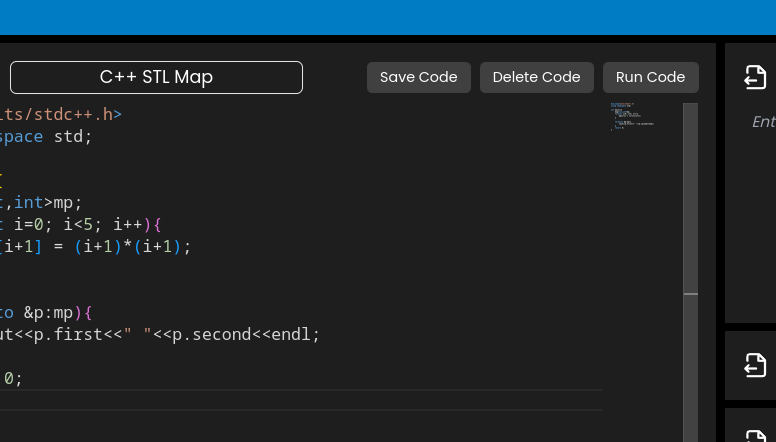 C++ STL Map
Save Code
Delete Code
Run Code
its/stdc++.h>
space std;
{
t,int>mp;
t i=0; i<5; i++){
[i+1] = (i+1)*(i+1);
to &p:mp){
ut<<p.first<<" "<<p.second<<endl;
0;
Ent